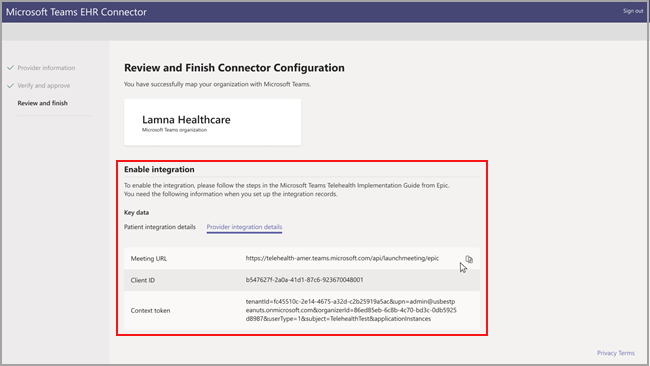 Microsoft Teams EHR Connector
Sign out
Provider information
Verify and approve
Review and finish
Review and Finish Connector Configuration
You have successfully map your organization with Microsoft Teams.
Lamna Healthcare
Microsoft Teams organization
Enable integration
To enable the integration, please follow the steps in the Microsoft Teams Telehealth Implementation Guide from Epic.
You need the following information when you set up the integration records.
Key data
Patient integration details
Provider integration details
Meeting URL
https://telehealth-amer.teams.microsoft.com/api/launchmeeting/epic
Client ID
b547627f-2a0a-41d1-87c6-923670048001
Context token
tenantId=fc45510c-2e14-4675-a32d-c2b25919a5ac&upn=admin@usbestp
eanuts.onmicrosoft.com&organizerId=86ed85eb-6c8b-4c70-bd3c-0db5925
d8987&userType=1&subject=TelehealthTest&applicationInstances
Privacy Terms